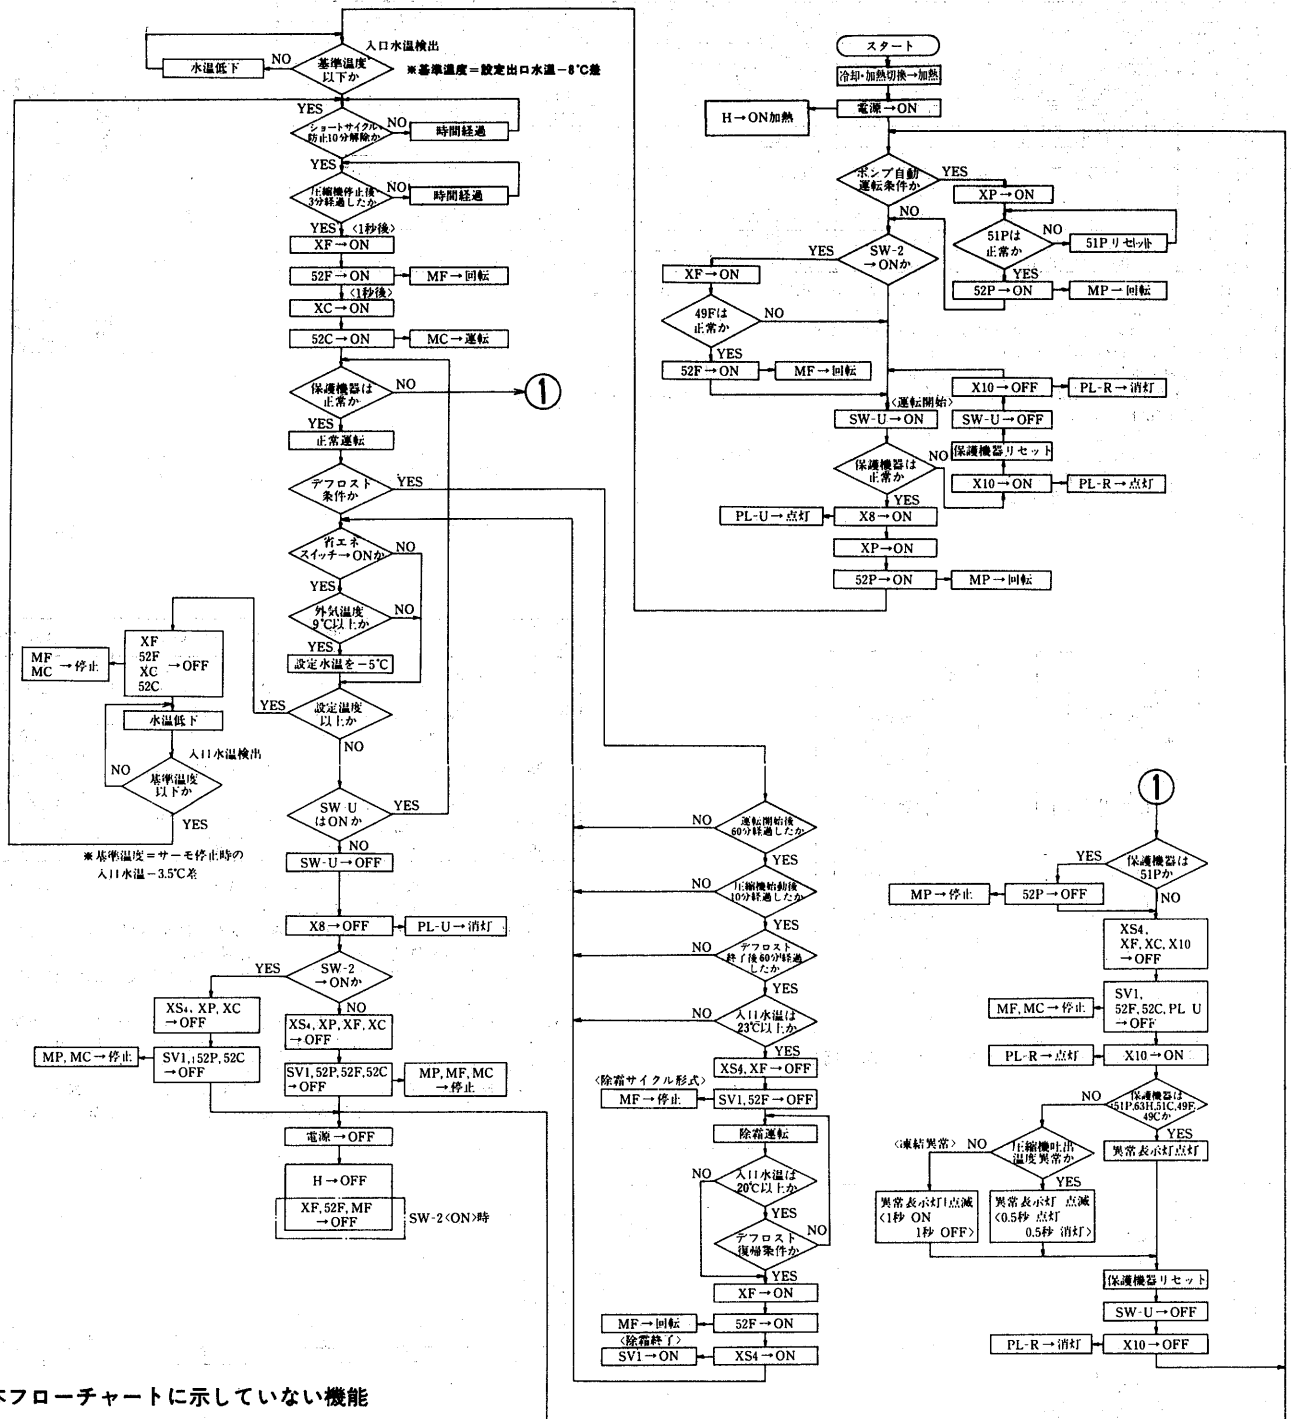 スタート
冷却・加熱切換→加熱
電源→ON
H→ON加熱
ポンプ自動
運転条件か
YES
XP→ON
NO
51Pは
正常か
NO
51Pリセット
YES
52P→ON
MP→回転
SW-2
→ONか
YES
XF→ON
49Fは
正常か
NO
YES
52F→ON
MF→回転
X10→OFF
PL-R→消灯
<運転開始>
SW-U→ON
SW-U→OFF
保護機器は
正常か
NO
保護機器リセット
X10→ON
PL-R→点灯
YES
PL-U→点灯
X8→ON
XP→ON
52P→ON
MP→回転
入口水温検出
水温低下
NO
基準温度
以下か
※基準温度=設定出口水温-8℃差
YES
ショートサイクル
防止10分解除か
NO
時間経過
YES
圧縮機停止後
3分経過したか
NO
時間経過
YES
<1秒後>
XF→ON
52F→ON
MF→回転
<1秒後>
XC→ON
52C→ON
MC→運転
保護機器は
正常か
NO
1
YES
正常運転
デフロスト
条件か
YES
省エネ
スイッチ→ONか
NO
YES
外気温度
9℃以上か
NO
YES
設定水温を-5℃
設定温度
以上か
YES
NO
XF
52F
XC
52C
→OFF
MF
MC
→停止
水温低下
入口水温検出
NO
基準温度
以下か
YES
※基準温度=サーモ停止時の
入口水温-3.5℃差
SW-U
はONか
YES
NO
SW-U→OFF
X8→OFF
PL-U→消灯
YES
SW-2
→ONか
NO
XS4, XP, XC
→OFF
XS4, XP, XF, XC
→OFF
MP, MC→停止
SV1, 52P, 52C
→OFF
SV1, 52P, 52F, 52C
→OFF
MP, MF, MC
→停止
電源→OFF
H→OFF
XF, 52F, MF
→OFF
SW-2<ON>時
NO
運転開始後
60分経過したか
YES
NO
圧縮機始動後
10分経過したか
YES
NO
デフロスト
終了後60分経過
したか
YES
NO
入口水温は
23℃以上か
YES
XS4, XF→OFF
<除霜サイクル形式>
MF→停止
SV1, 52F→OFF
除霜運転
NO
入口水温は
20℃以上か
YES
デフロスト
復帰条件か
NO
YES
XF→ON
MF→回転
52F→ON
<除霜終了>
SV1→ON
XS4→ON
1
YES
保護機器は
51Pか
MP→停止
52P→OFF
NO
XS4,
XF, XC, X10
→OFF
MF, MC→停止
SV1,
52F, 52C, PL U
→OFF
PL-R→点灯
X10→ON
NO
保護機器は
51P, 63H, 51C, 49F,
49Cか
YES
異常表示灯点灯
<凍結異常>
NO
圧縮機吐出
温度異常か
YES
異常表示灯 点滅
<1秒 ON
1秒 OFF>
異常表示灯 点滅
<0.5秒 点灯
0.5秒 消灯>
保護機器リセット
SW-U→OFF
PL-R→消灯
X10→OFF
本フローチャートに示していない機能